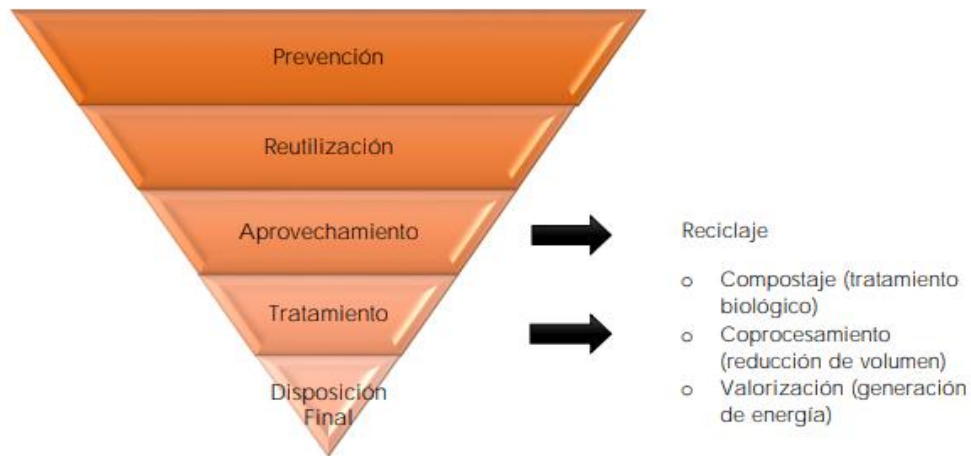 Prevención
Reutilización
Aprovechamiento
Reciclaje
Tratamiento
o Compostaje (tratamiento
biológico)
o Coprocesamiento
(reducción de volumen)
o Valorización (generación
de energía)
Disposición
Final